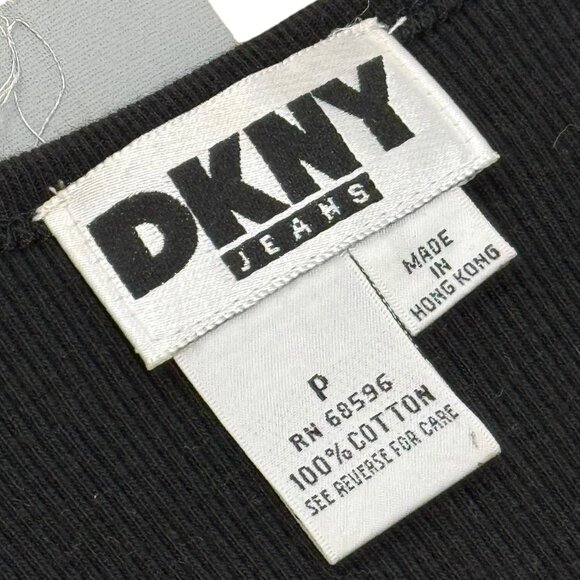 DKNY
JEANS
MADE
IN
HONG KONG
P
RN 68596
100% COTTON
SEE REVERSE FOR CARE